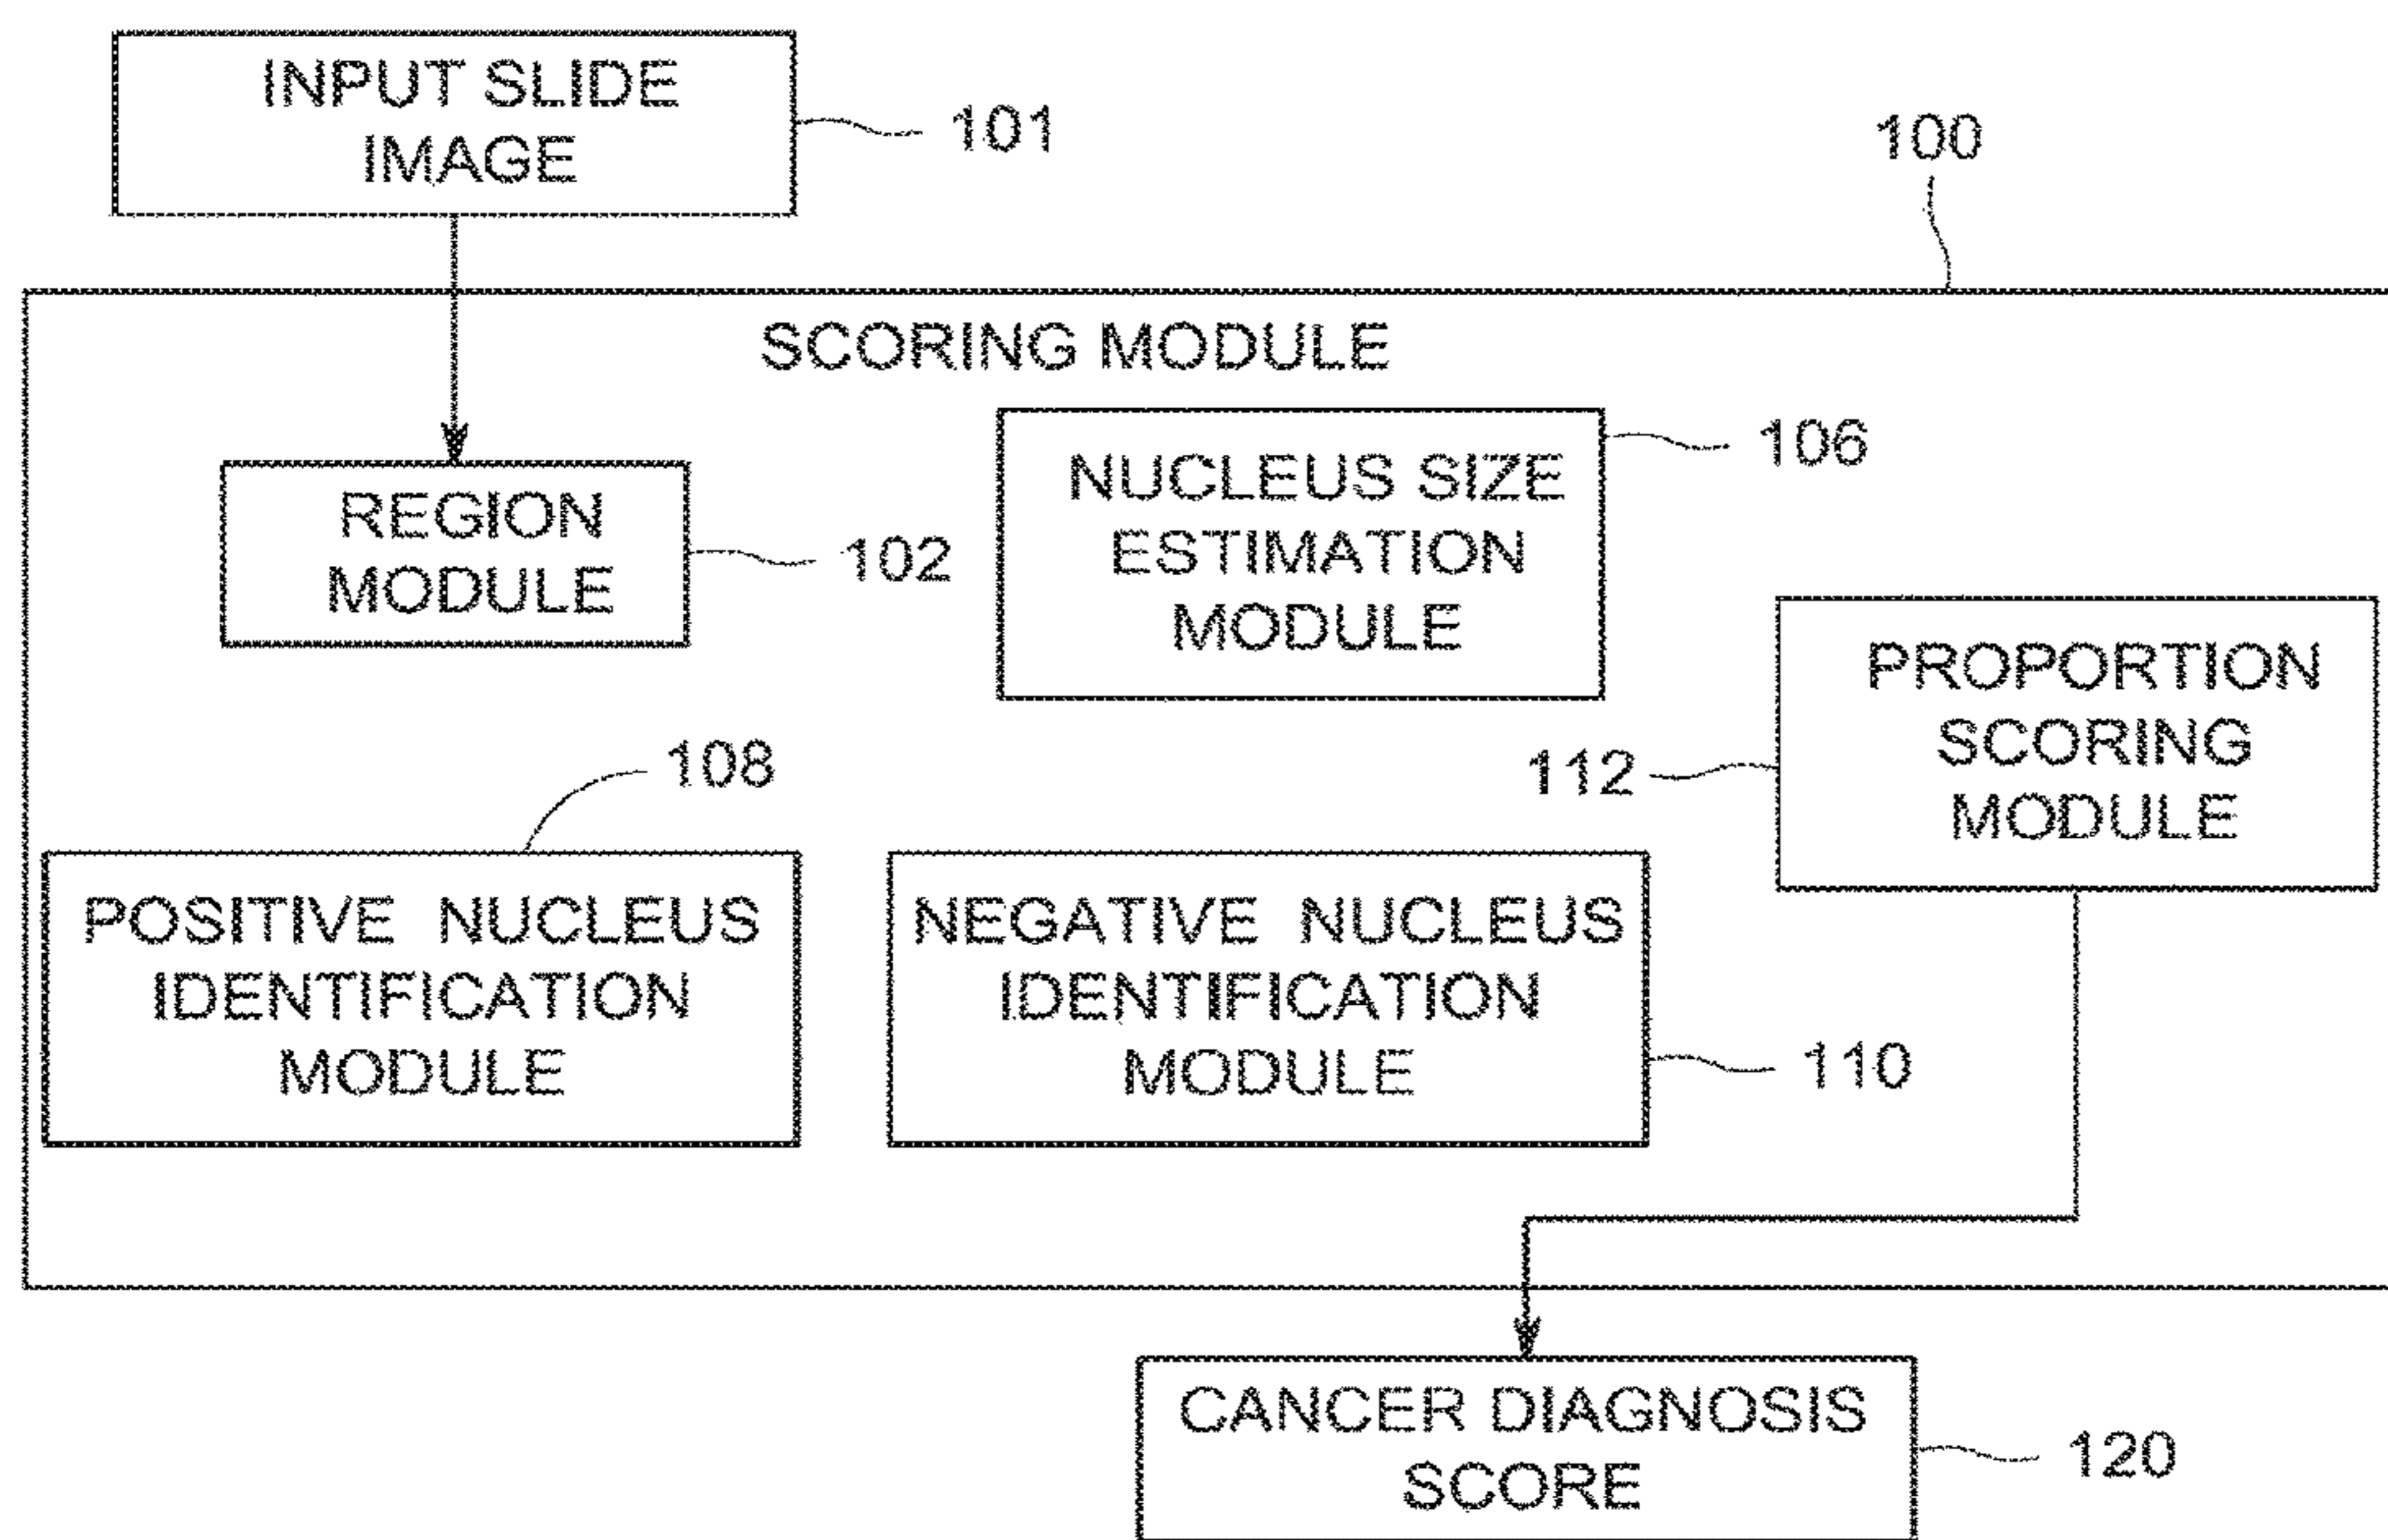 INPUT SLIDE
IMAGE
101
100
SCORING MODULE
REGION
MODULE
102
NUCLEUS SIZE
ESTIMATION
MODULE
106
PROPORTION
SCORING
MODULE
112
108
POSITIVE NUCLEUS
IDENTIFICATION
MODULE
NEGATIVE NUCLEUS
IDENTIFICATION
MODULE
110
CANCER DIAGNOSIS
SCORE
120